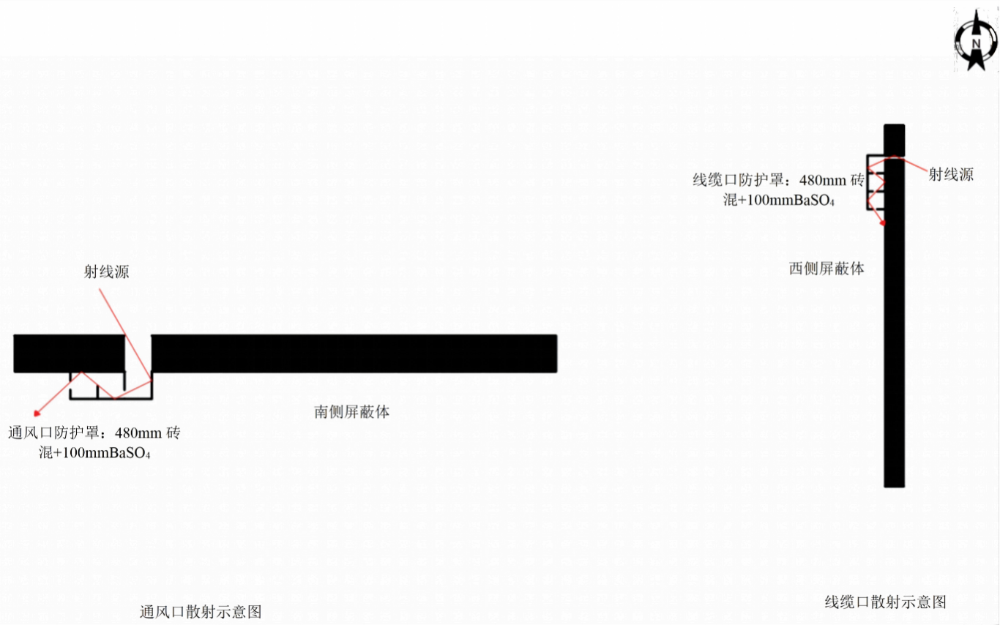 N
线缆口防护罩：480mm 砖
混+100mmBaSO₄
射线源
西侧屏蔽体
射线源
南侧屏蔽体
通风口防护罩：480mm 砖
混+100mmBaSO₄
通风口散射示意图
线缆口散射示意图